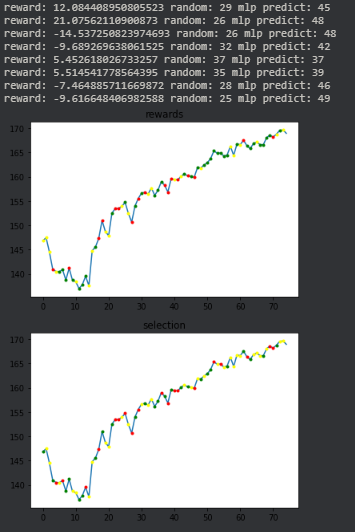 reward: 12.084408950805523 random: 29 mlp predict: 45
reward: 21.07562110900873 random: 26 mlp predict: 48
reward: -14.537250823974693 random: 26 mlp predict: 48
reward: -9.689269638061525 random: 32 mlp predict: 42
reward: 5.452618026733257 random: 37 mlp predict: 37
reward: 5.514541778564395 random: 35 mlp predict: 39
reward: -7.464885711669872 random: 28 mlp predict: 46
reward: -9.616648406982588 random: 25 mlp predict: 49
rewards
170
165
160
155
150
145
140
0 10 20 30 40 50 60 70
selection
170
165
160
155
150
145
140
0 10 20 30 40 50 60 70